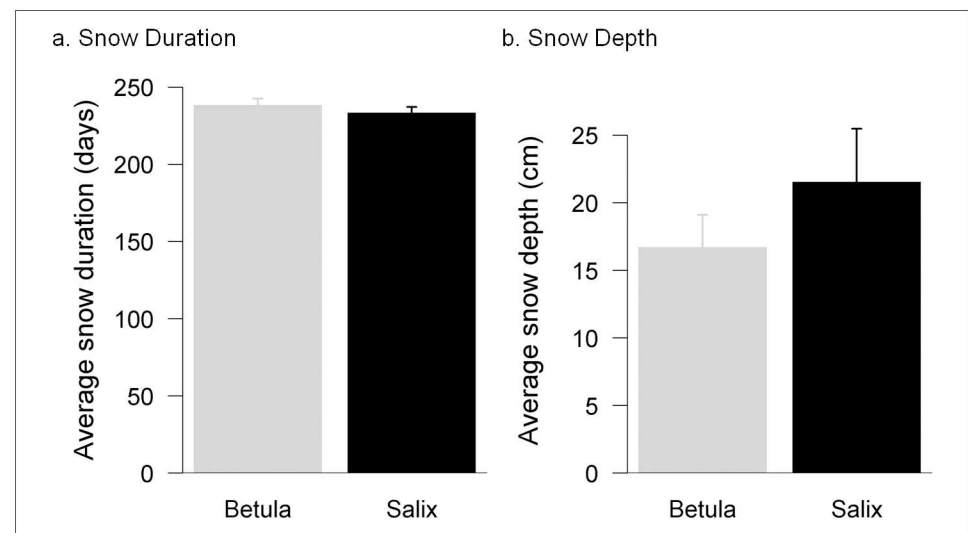 a. Snow Duration
Average snow duration (days)
250
200
150
100
50
0
Betula
Salix
b. Snow Depth
Average snow depth (cm)
25
20
15
10
5
0
Betula
Salix